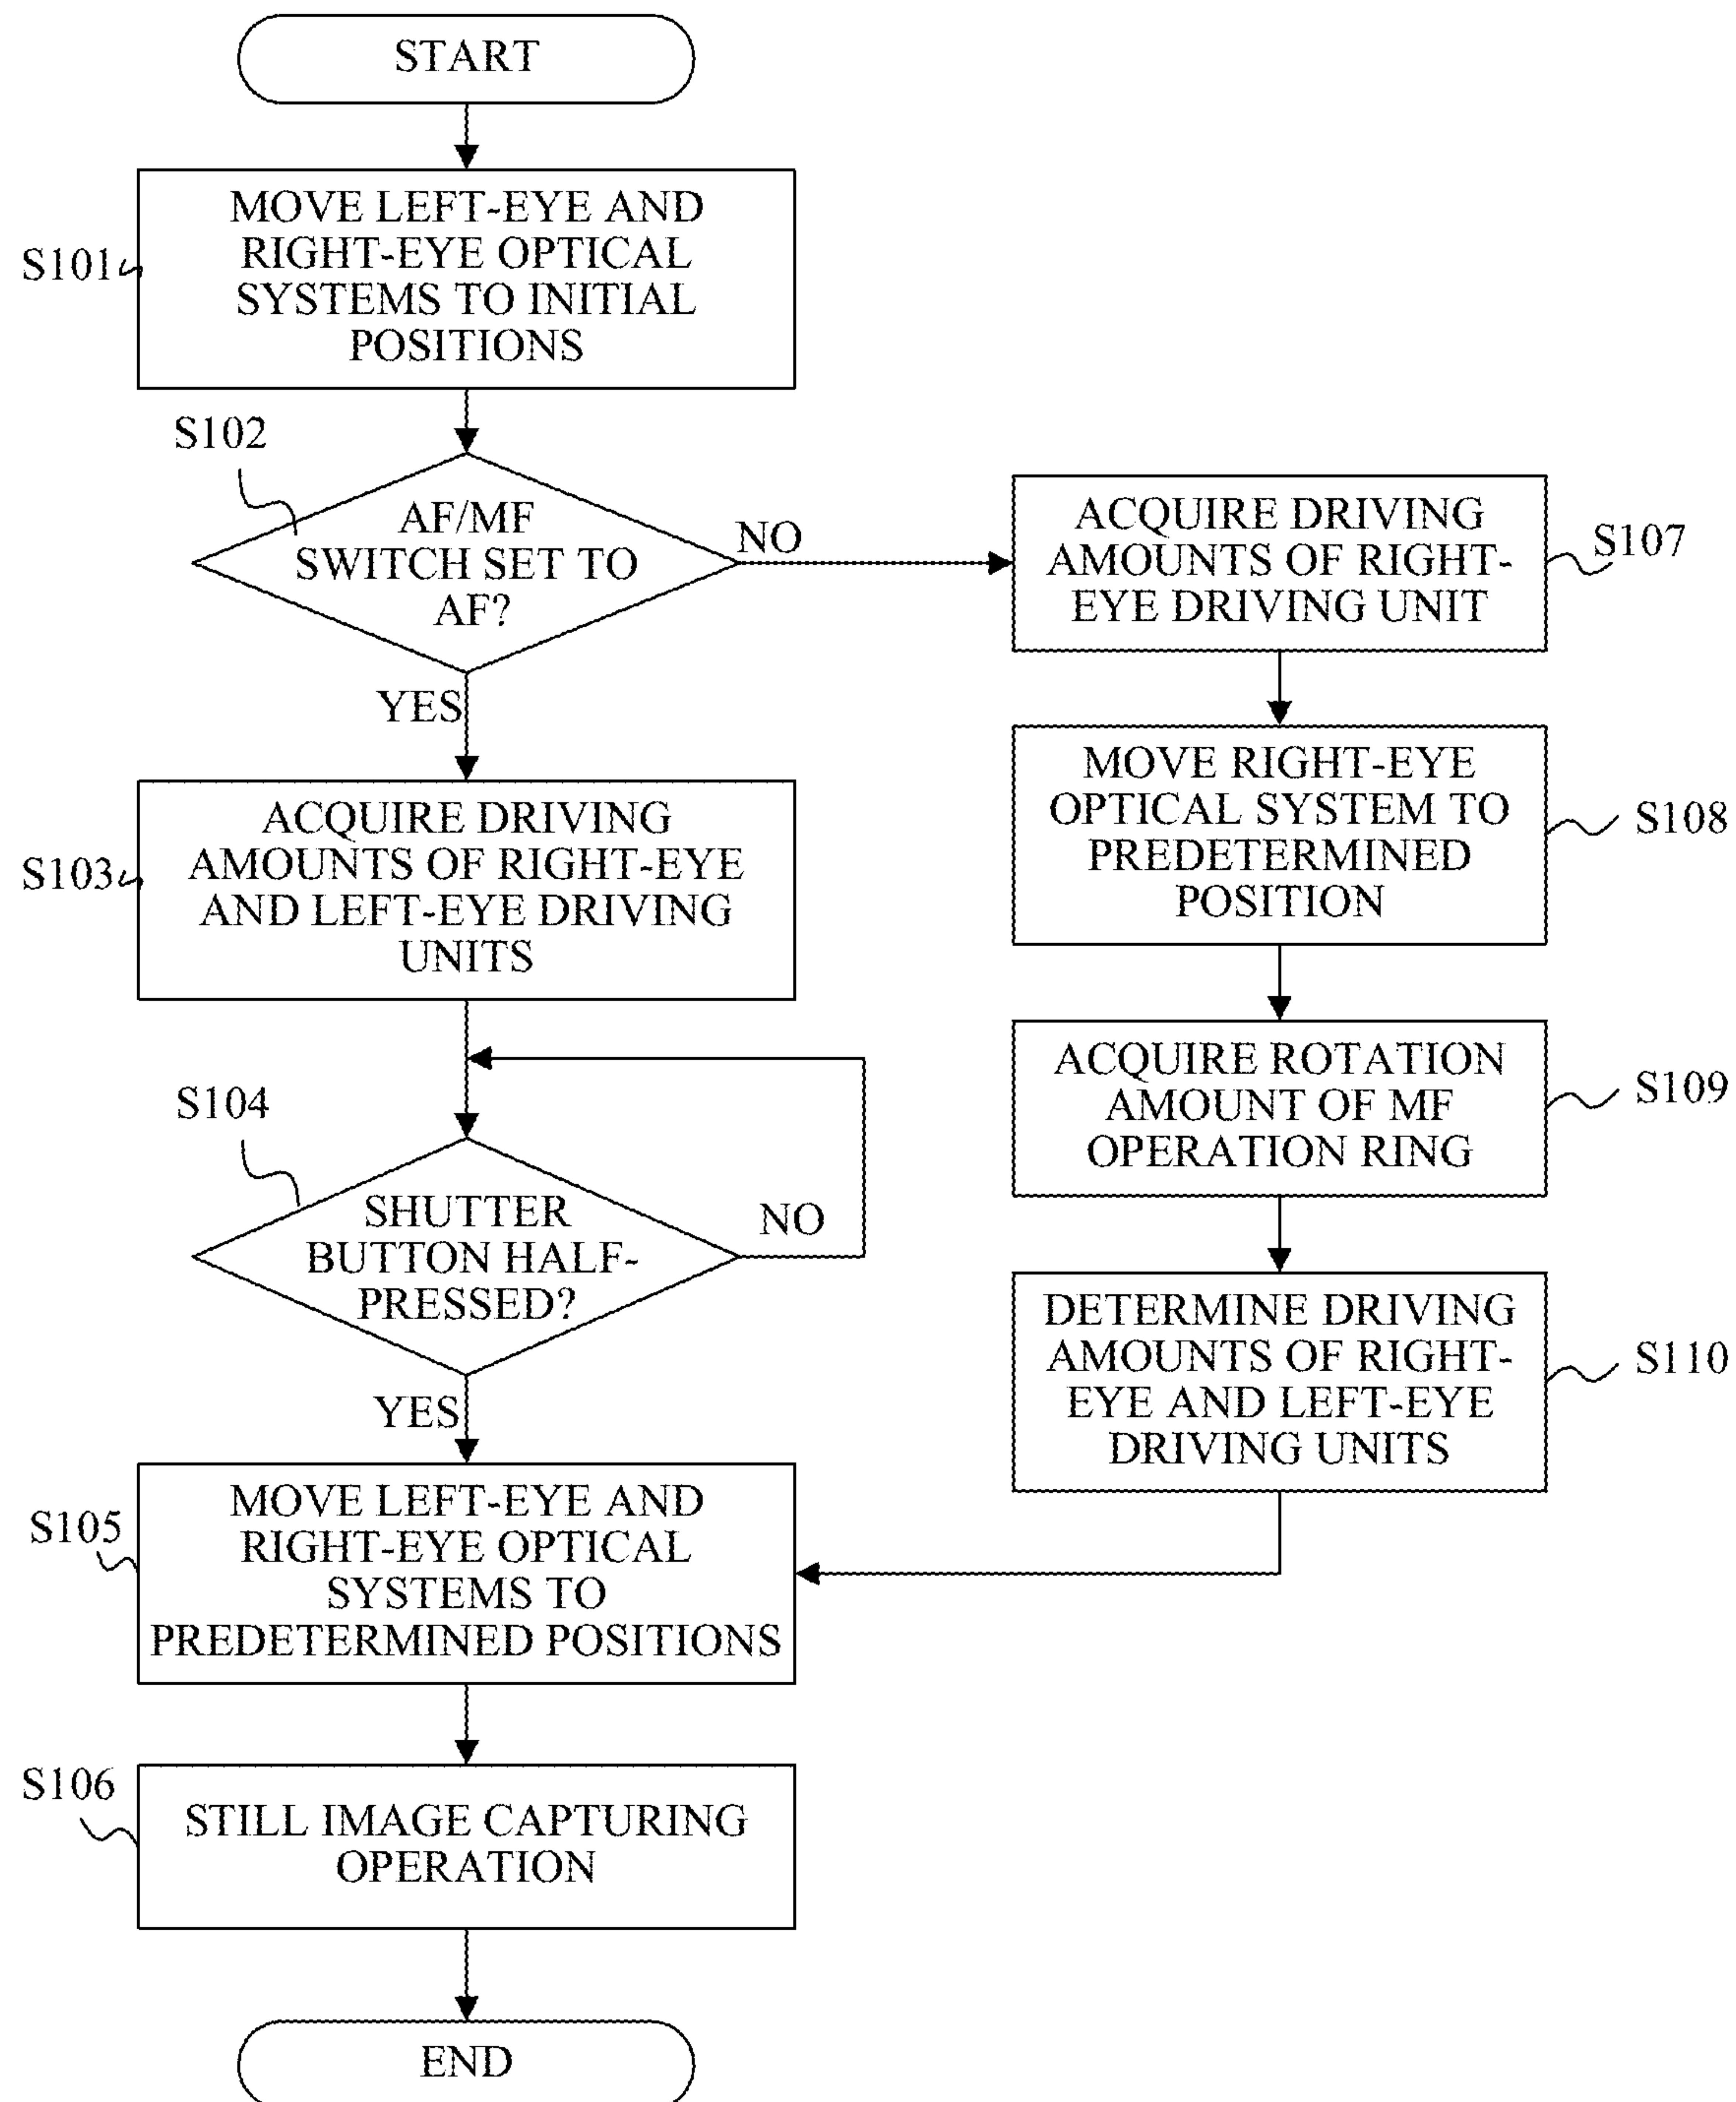 START
MOVE LEFT-EYE AND
RIGHT-EYE OPTICAL
SYSTEMS TO INITIAL
POSITIONS
S101
S102
AF/MF
SWITCH SET TO
AF?
NO
YES
ACQUIRE DRIVING
AMOUNTS OF RIGHT-EYE
AND LEFT-EYE DRIVING
UNITS
S103
S104
SHUTTER
BUTTON HALF-
PRESSED?
NO
YES
MOVE LEFT-EYE AND
RIGHT-EYE OPTICAL
SYSTEMS TO
PREDETERMINED POSITIONS
S105
S106
STILL IMAGE CAPTURING
OPERATION
END
ACQUIRE DRIVING
AMOUNTS OF RIGHT-
EYE DRIVING UNIT
S107
MOVE RIGHT-EYE
OPTICAL SYSTEM TO
PREDETERMINED
POSITION
S108
ACQUIRE ROTATION
AMOUNT OF MF
OPERATION RING
S109
DETERMINE DRIVING
AMOUNTS OF RIGHT-
EYE AND LEFT-EYE
DRIVING UNITS
S110